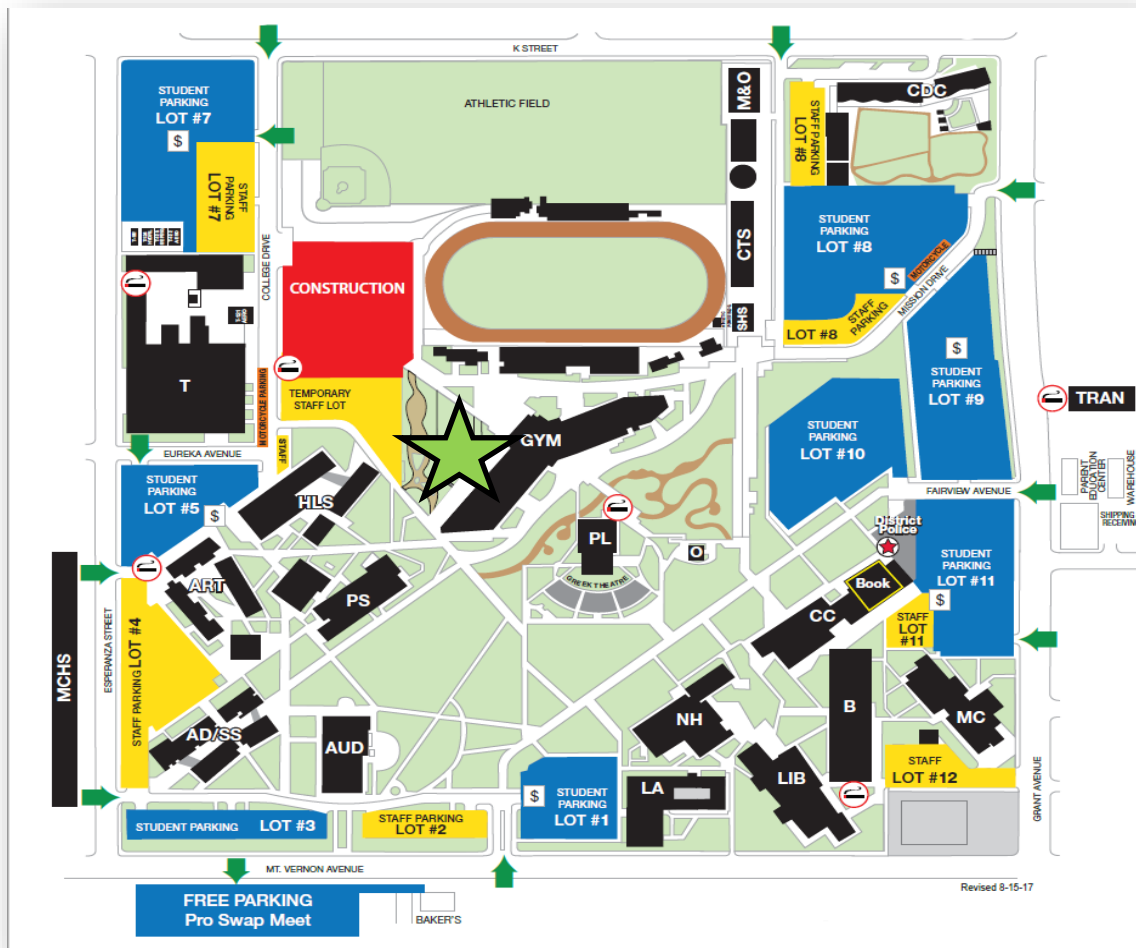 K STREET
STUDENT
PARKING
LOT #7
$
STAFF
PARKING
LOT #7
ATHLETIC FIELD
M&O
STAFF PARKING
LOT #8
CDC
COLLEGE DRIVE
CONSTRUCTION
CTS
STUDENT
PARKING
LOT #8
$
MOTORCYCLE
MISSION DRIVE
STAFF
PARKING
LOT #8
SHS
T
MOTORCYCLE PARKING
TEMPORARY
STAFF LOT
STAFF
GYM
$
STUDENT
PARKING
LOT #9
TRAN
STUDENT
PARKING
LOT #10
EUREKA AVENUE
STUDENT
PARKING
LOT #5
$
HLS
FAIRVIEW AVENUE
PARENT
EDUCATION
CENTER
WAREHOUSE
SHIPPING
RECEIVING
PL
O
GREEK THEATRE
District
Police
STUDENT
PARKING
LOT #11
$
ART
PS
Book
CC
STAFF
LOT
#11
MCHS
ESPERANZA STREET
STAFF PARKING LOT #4
AD/SS
AUD
NH
B
MC
LIB
LA
STAFF
LOT #12
GRANT AVENUE
$
STUDENT
PARKING
LOT #1
STUDENT PARKING LOT #3
STAFF PARKING
LOT #2
MT. VERNON AVENUE
Revised 8-15-17
FREE PARKING
Pro Swap Meet
BAKER'S